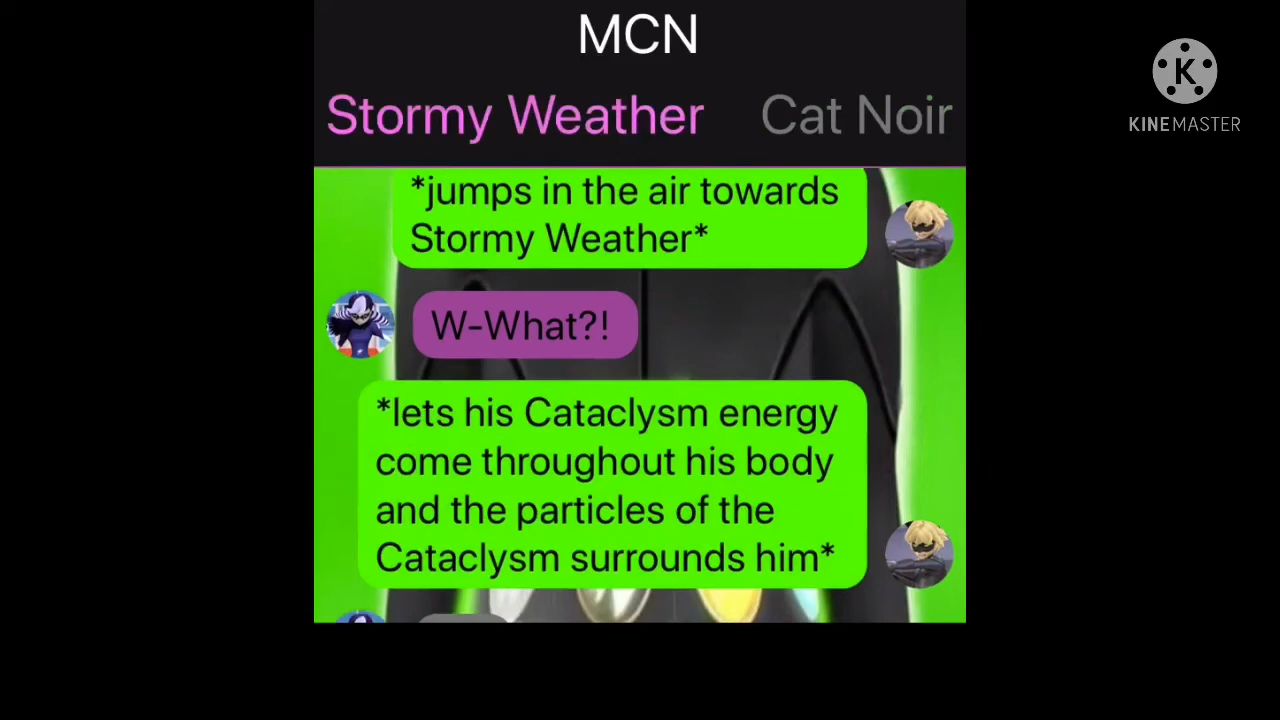 MCN
Stormy Weather Cat Noir
K
KINEMASTER
*jumps in the air towards
Stormy Weather*
W-What?!
*lets his Cataclysm energy
come throughout his body
and the particles of the
Cataclysm surrounds him*